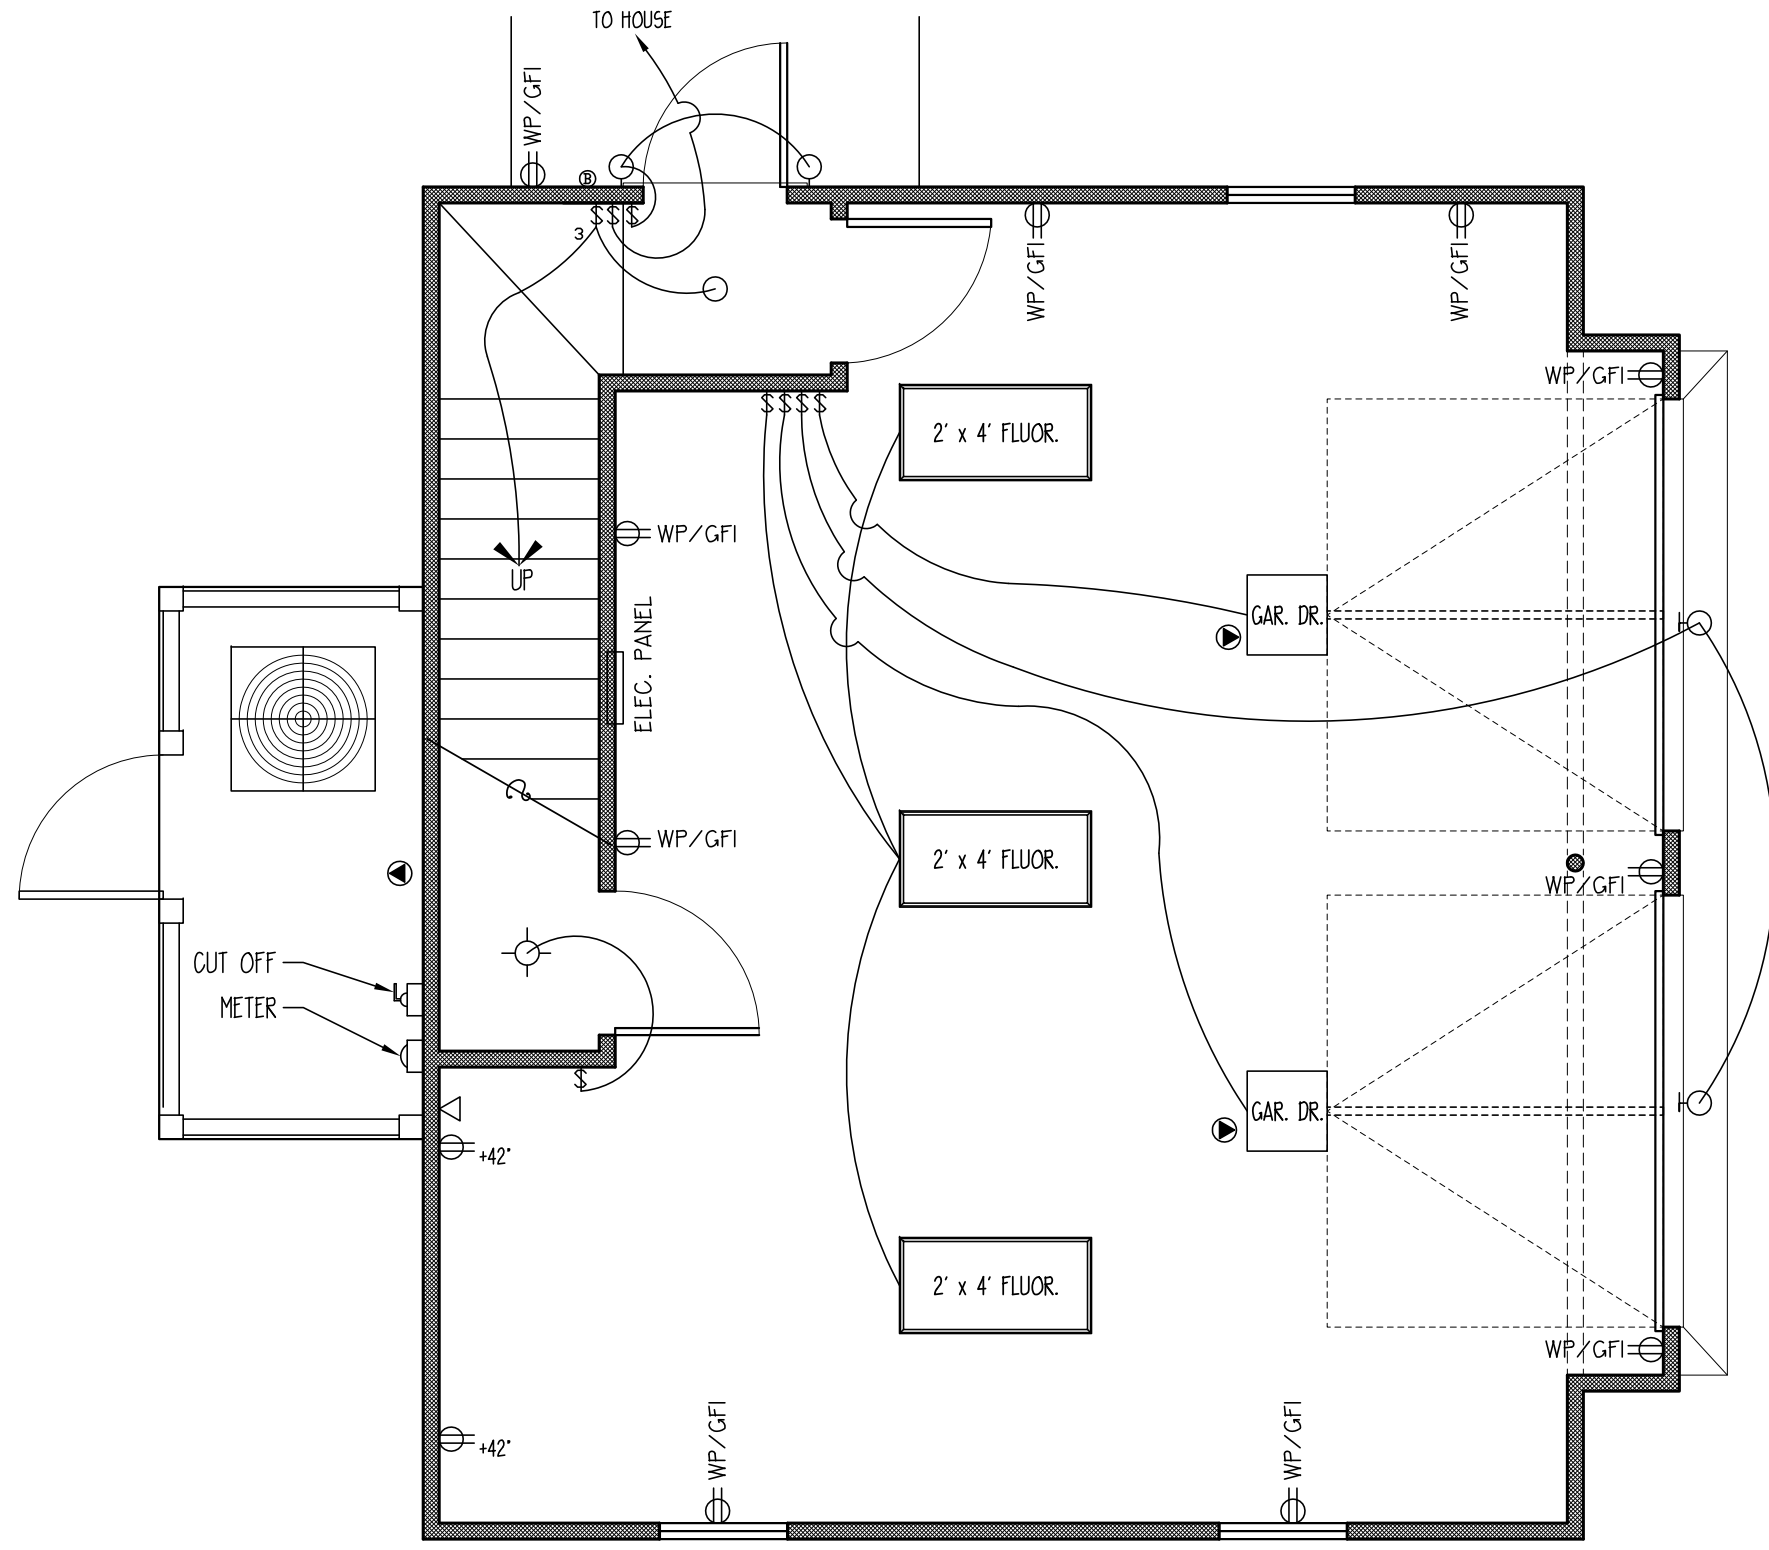 TO HOUSE
WP/GFI
B
$ $ $
3
WP/GFI
WP/GFI
WP/GFI
$ $ $ $
2' x 4' FLUOR.
WP/GFI
UP
ELEC. PANEL
GAR. DR.
WP/GFI
2' x 4' FLUOR.
WP/GFI
CUT OFF
METER
$
GAR. DR.
+42"
2' x 4' FLUOR.
WP/GFI
+42"
WP/GFI
WP/GFI